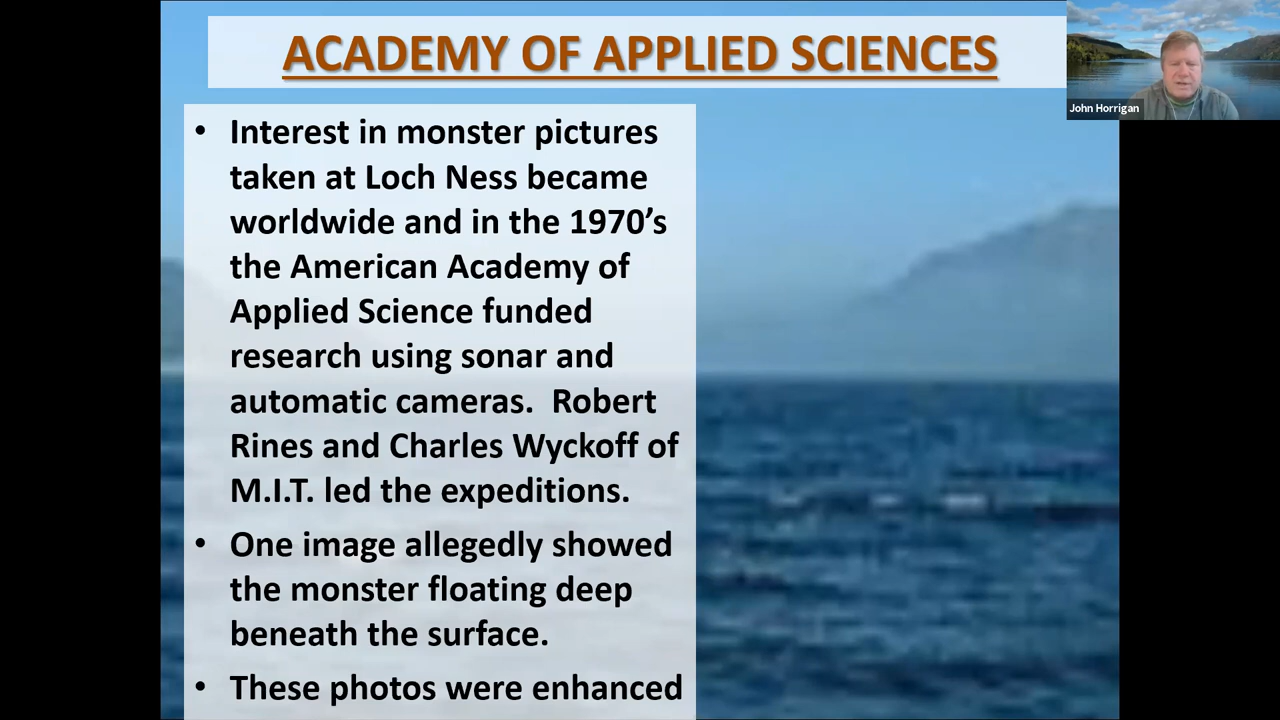 ACADEMY OF APPLIED SCIENCES
John Horrigan
• Interest in monster pictures
taken at Loch Ness became
worldwide and in the 1970’s
the American Academy of
Applied Science funded
research using sonar and
automatic cameras.  Robert
Rines and Charles Wyckoff of
M.I.T. led the expeditions.
• One image allegedly showed
the monster floating deep
beneath the surface.
• These photos were enhanced